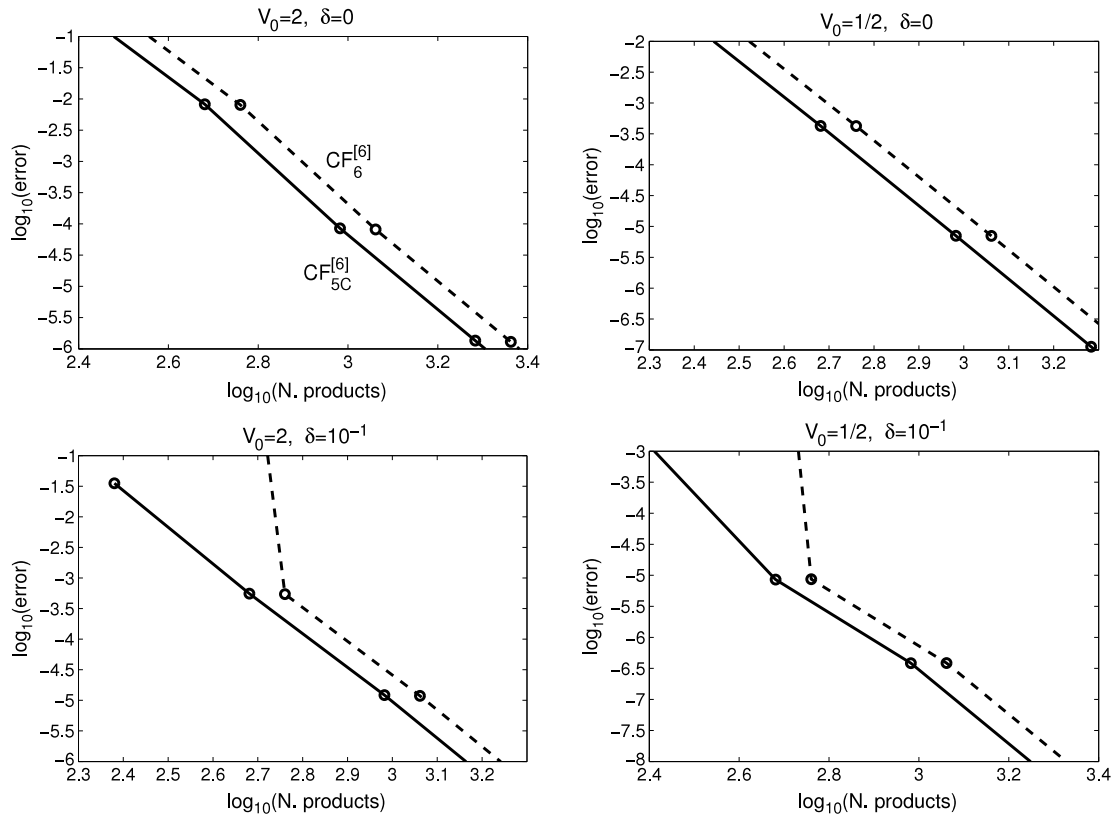 V₀=2, δ=0
-1
-1.5
-2
-2.5
-3
-3.5
-4
-4.5
-5
-5.5
-6
log₁₀(error)
CF₆^[6]
CF₅C^[6]
2.4 2.6 2.8 3 3.2 3.4
log₁₀(N. products)
V₀=1/2, δ=0
-2
-2.5
-3
-3.5
-4
-4.5
-5
-5.5
-6
-6.5
-7
log₁₀(error)
2.3 2.4 2.5 2.6 2.7 2.8 2.9 3 3.1 3.2 3.3
log₁₀(N. products)
V₀=2, δ=10⁻¹
-1
-1.5
-2
-2.5
-3
-3.5
-4
-4.5
-5
-5.5
-6
log₁₀(error)
2.3 2.4 2.5 2.6 2.7 2.8 2.9 3 3.1 3.2
log₁₀(N. products)
V₀=1/2, δ=10⁻¹
-3
-3.5
-4
-4.5
-5
-5.5
-6
-6.5
-7
-7.5
-8
log₁₀(error)
2.4 2.6 2.8 3 3.2 3.4
log₁₀(N. products)